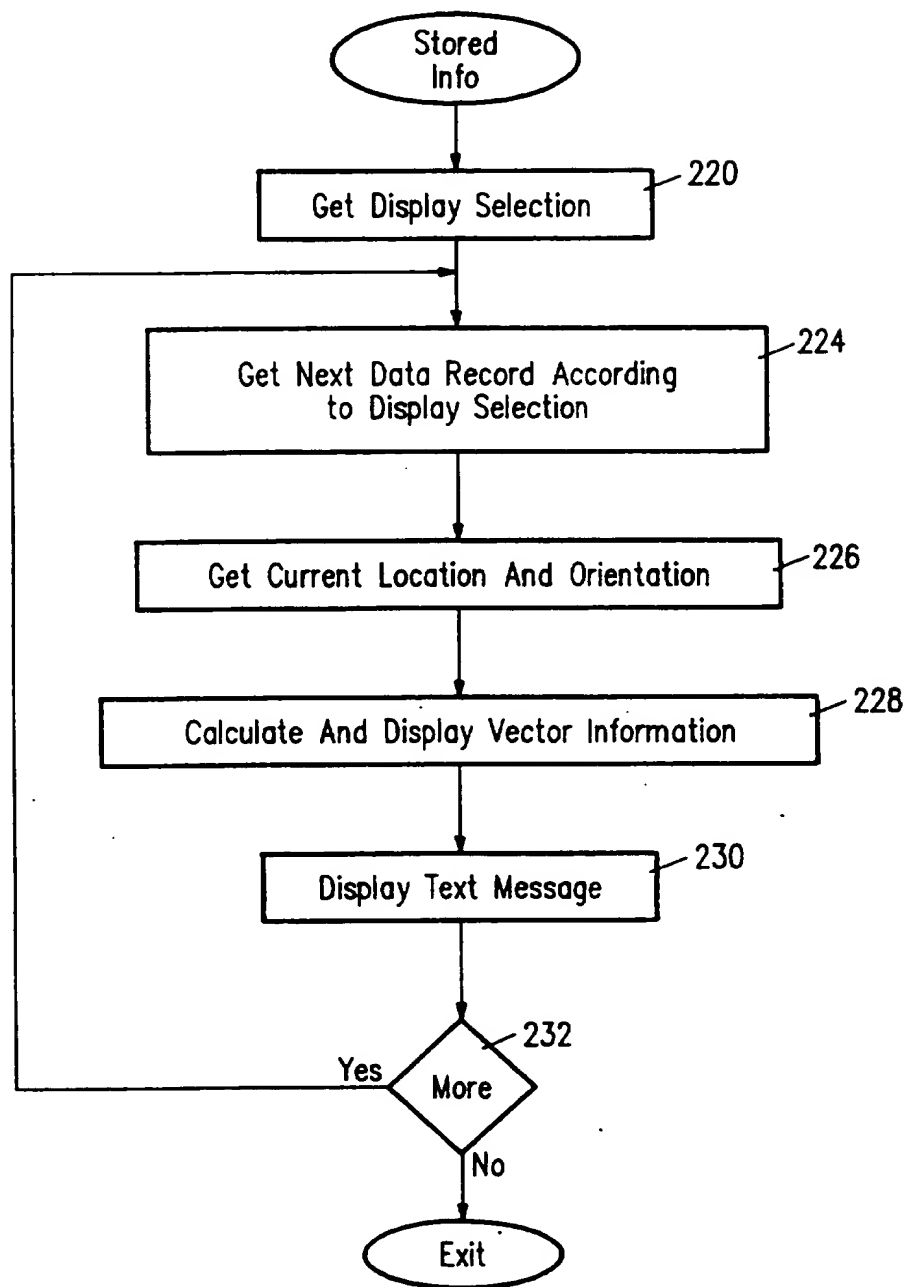 Stored
Info
220
Get Display Selection
224
Get Next Data Record According
to Display Selection
226
Get Current Location And Orientation
228
Calculate And Display Vector Information
230
Display Text Message
232
Yes
More
No
Exit